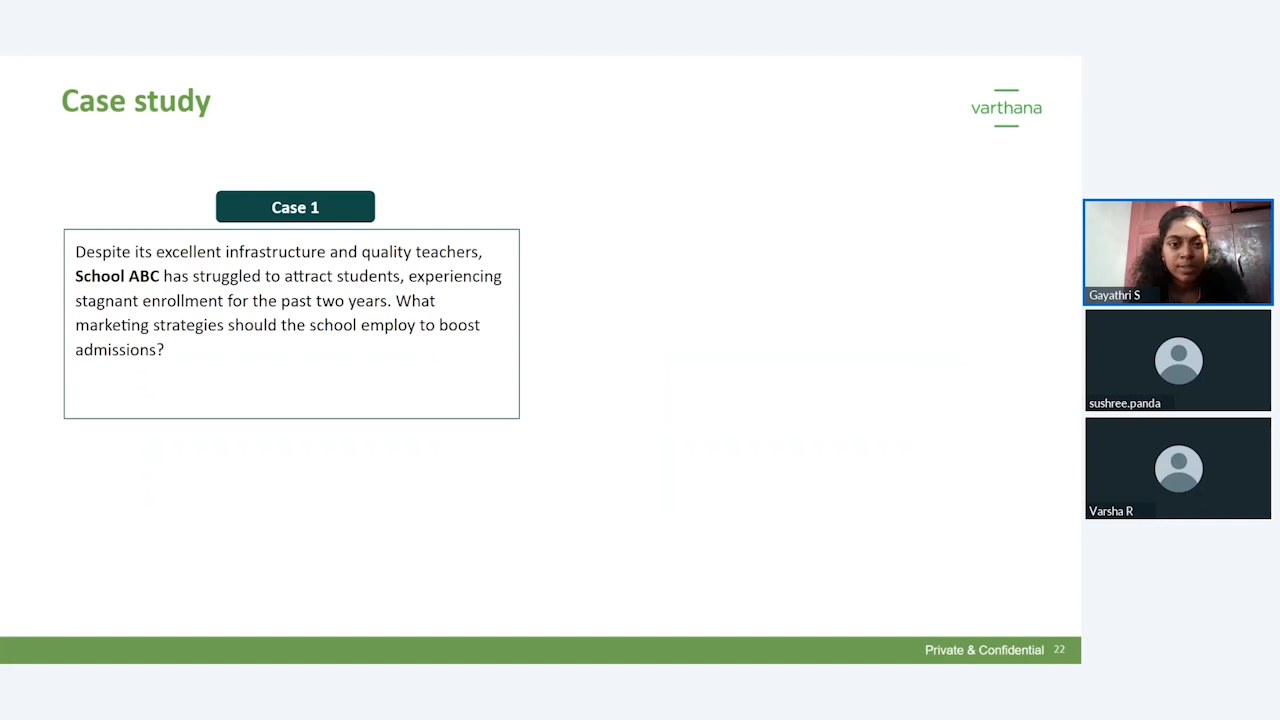 Case study
varthana
Case 1
Despite its excellent infrastructure and quality teachers,
School ABC has struggled to attract students, experiencing
stagnant enrollment for the past two years. What
marketing strategies should the school employ to boost
admissions?
Gayathri S
sushree.panda
Varsha R
Private & Confidential 22